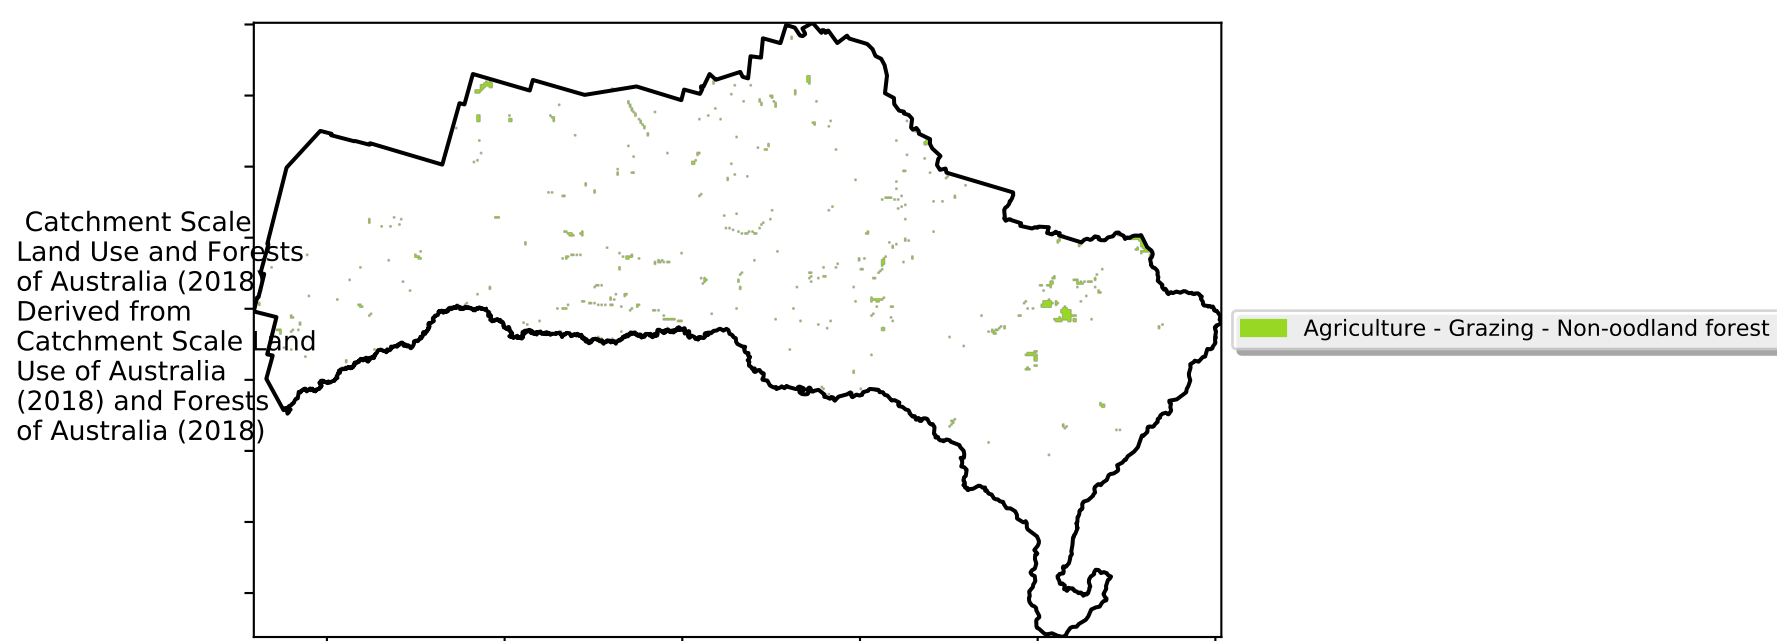 Catchment Scale
Land Use and Forests
of Australia (2018)
Derived from
Catchment Scale Land
Use of Australia
(2018) and Forests
of Australia (2018)
Agriculture - Grazing - Non-oodland forest